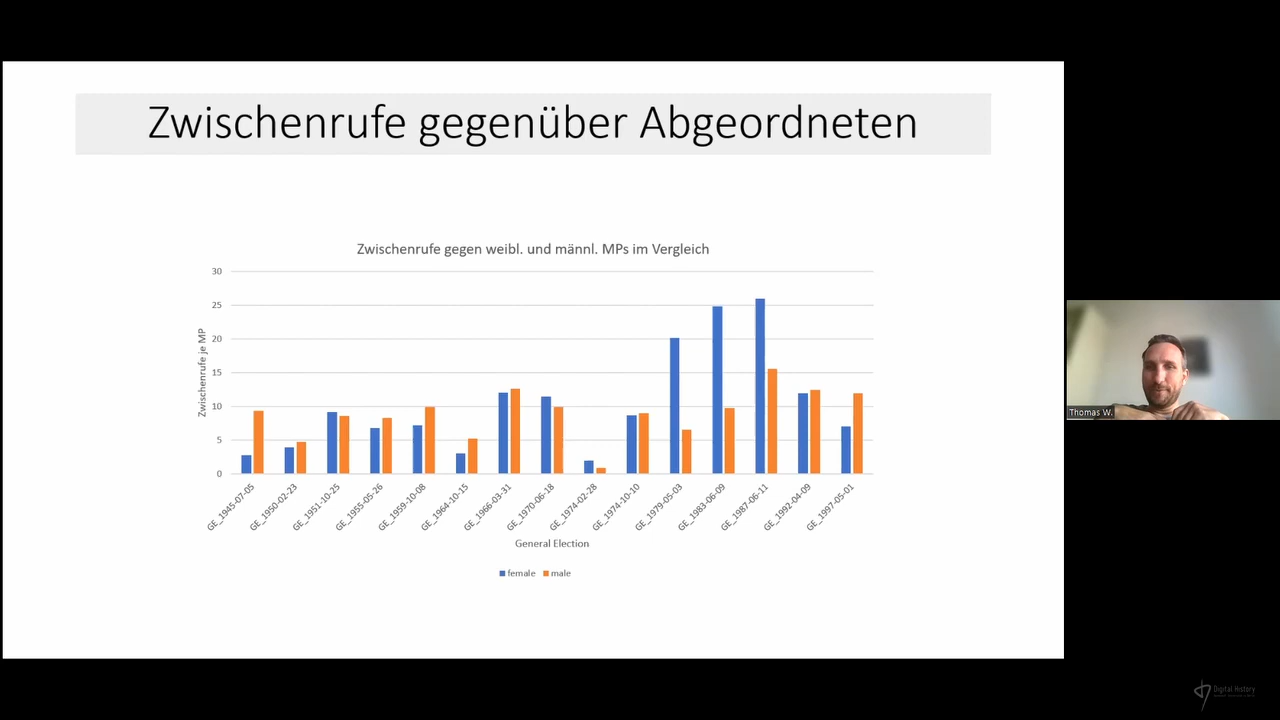 Zwischenrufe gegenüber Abgeordneten
Zwischenrufe gegen weibl. und männl. MPs im Vergleich
Zwischenrufe je MP
30
25
20
15
10
5
0
GE_1945-07-05
GE_1950-02-23
GE_1951-10-25
GE_1955-05-26
GE_1959-10-08
GE_1964-10-15
GE_1966-03-31
GE_1970-06-18
GE_1974-02-28
GE_1974-10-10
GE_1979-05-03
GE_1983-06-09
GE_1987-06-11
GE_1992-04-09
GE_1997-05-01
General Election
female male
Thomas W.
Digital History